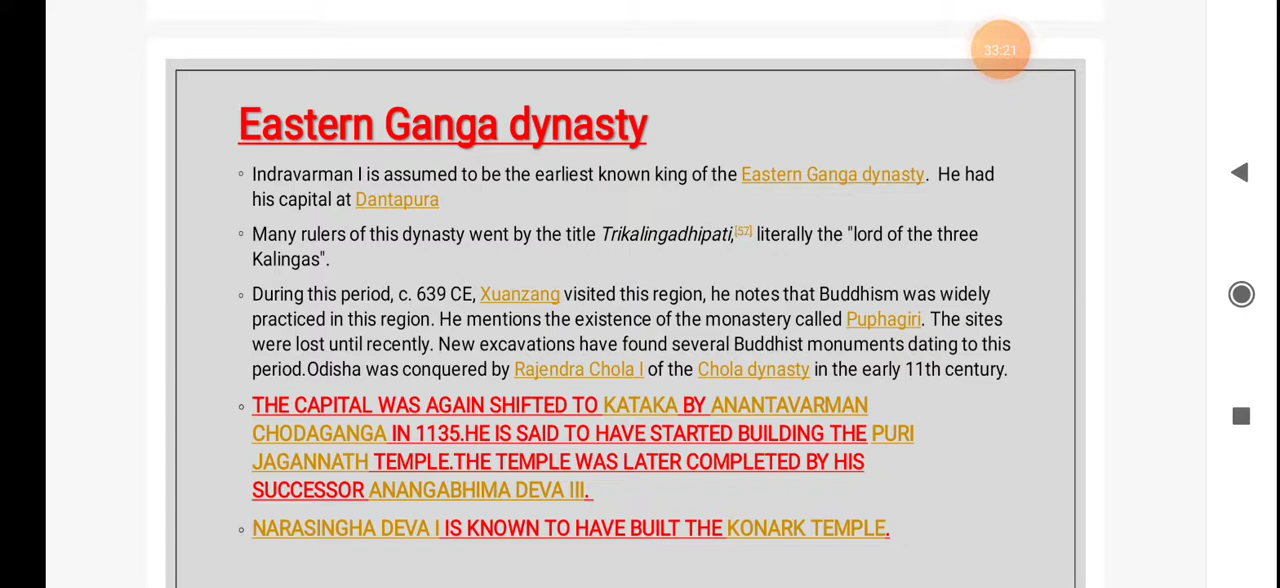 33:21
Eastern Ganga dynasty
◦ Indravarman I is assumed to be the earliest known king of the Eastern Ganga dynasty. He had
his capital at Dantapura
◦ Many rulers of this dynasty went by the title Trikalingadhipati,[57] literally the "lord of the three
Kalingas".
◦ During this period, c. 639 CE, Xuanzang visited this region, he notes that Buddhism was widely
practiced in this region. He mentions the existence of the monastery called Puphagiri. The sites
were lost until recently. New excavations have found several Buddhist monuments dating to this
period.Odisha was conquered by Rajendra Chola I of the Chola dynasty in the early 11th century.
◦ THE CAPITAL WAS AGAIN SHIFTED TO KATAKA BY ANANTAVARMAN
CHODAGANGA IN 1135.HE IS SAID TO HAVE STARTED BUILDING THE PURI
JAGANNATH TEMPLE.THE TEMPLE WAS LATER COMPLETED BY HIS
SUCCESSOR ANANGABHIMA DEVA III.
◦ NARASINGHA DEVA I IS KNOWN TO HAVE BUILT THE KONARK TEMPLE.